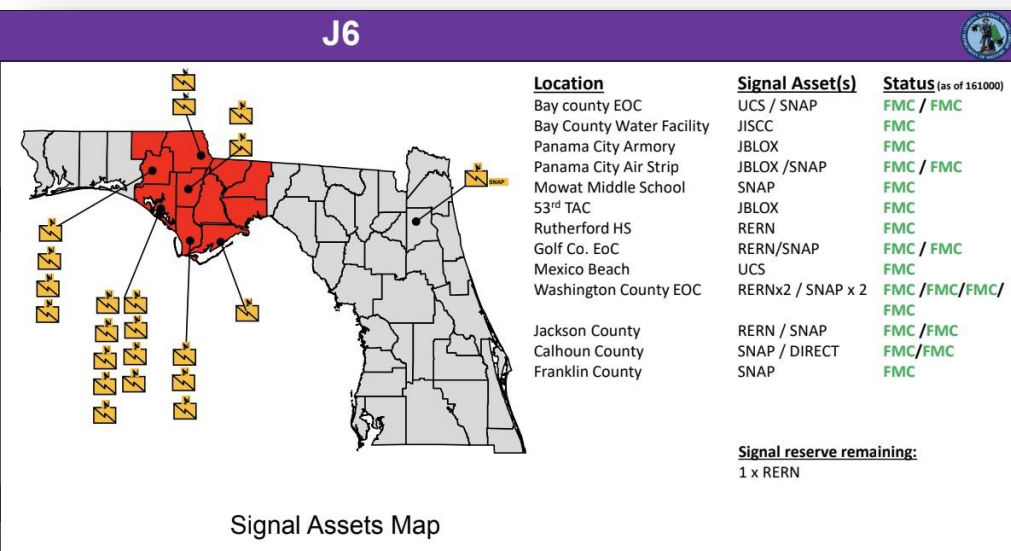 J6
Location Signal Asset(s) Status (as of 161000)
Bay county EOC UCS / SNAP FMC / FMC
Bay County Water Facility JISCC FMC
Panama City Armory JBLOX FMC
Panama City Air Strip JBLOX /SNAP FMC / FMC
Mowat Middle School SNAP FMC
53rd TAC JBLOX FMC
Rutherford HS RERN FMC
Golf Co. EoC RERN/SNAP FMC / FMC
Mexico Beach UCS FMC
Washington County EOC RERNx2 / SNAP x 2 FMC /FMC/FMC/
FMC
Jackson County RERN / SNAP FMC /FMC
Calhoun County SNAP / DIRECT FMC/FMC
Franklin County SNAP FMC
SNAP
Signal reserve remaining:
1 x RERN
Signal Assets Map